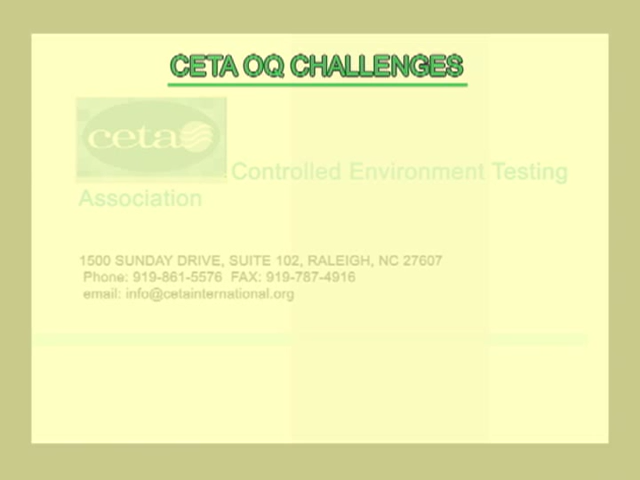 CETA OQ CHALLENGES
ceta
Controlled Environment Testing
Association
1500 SUNDAY DRIVE, SUITE 102, RALEIGH, NC 27607
Phone: 919-861-5576  FAX: 919-787-4916
email: info@cetainternational.org